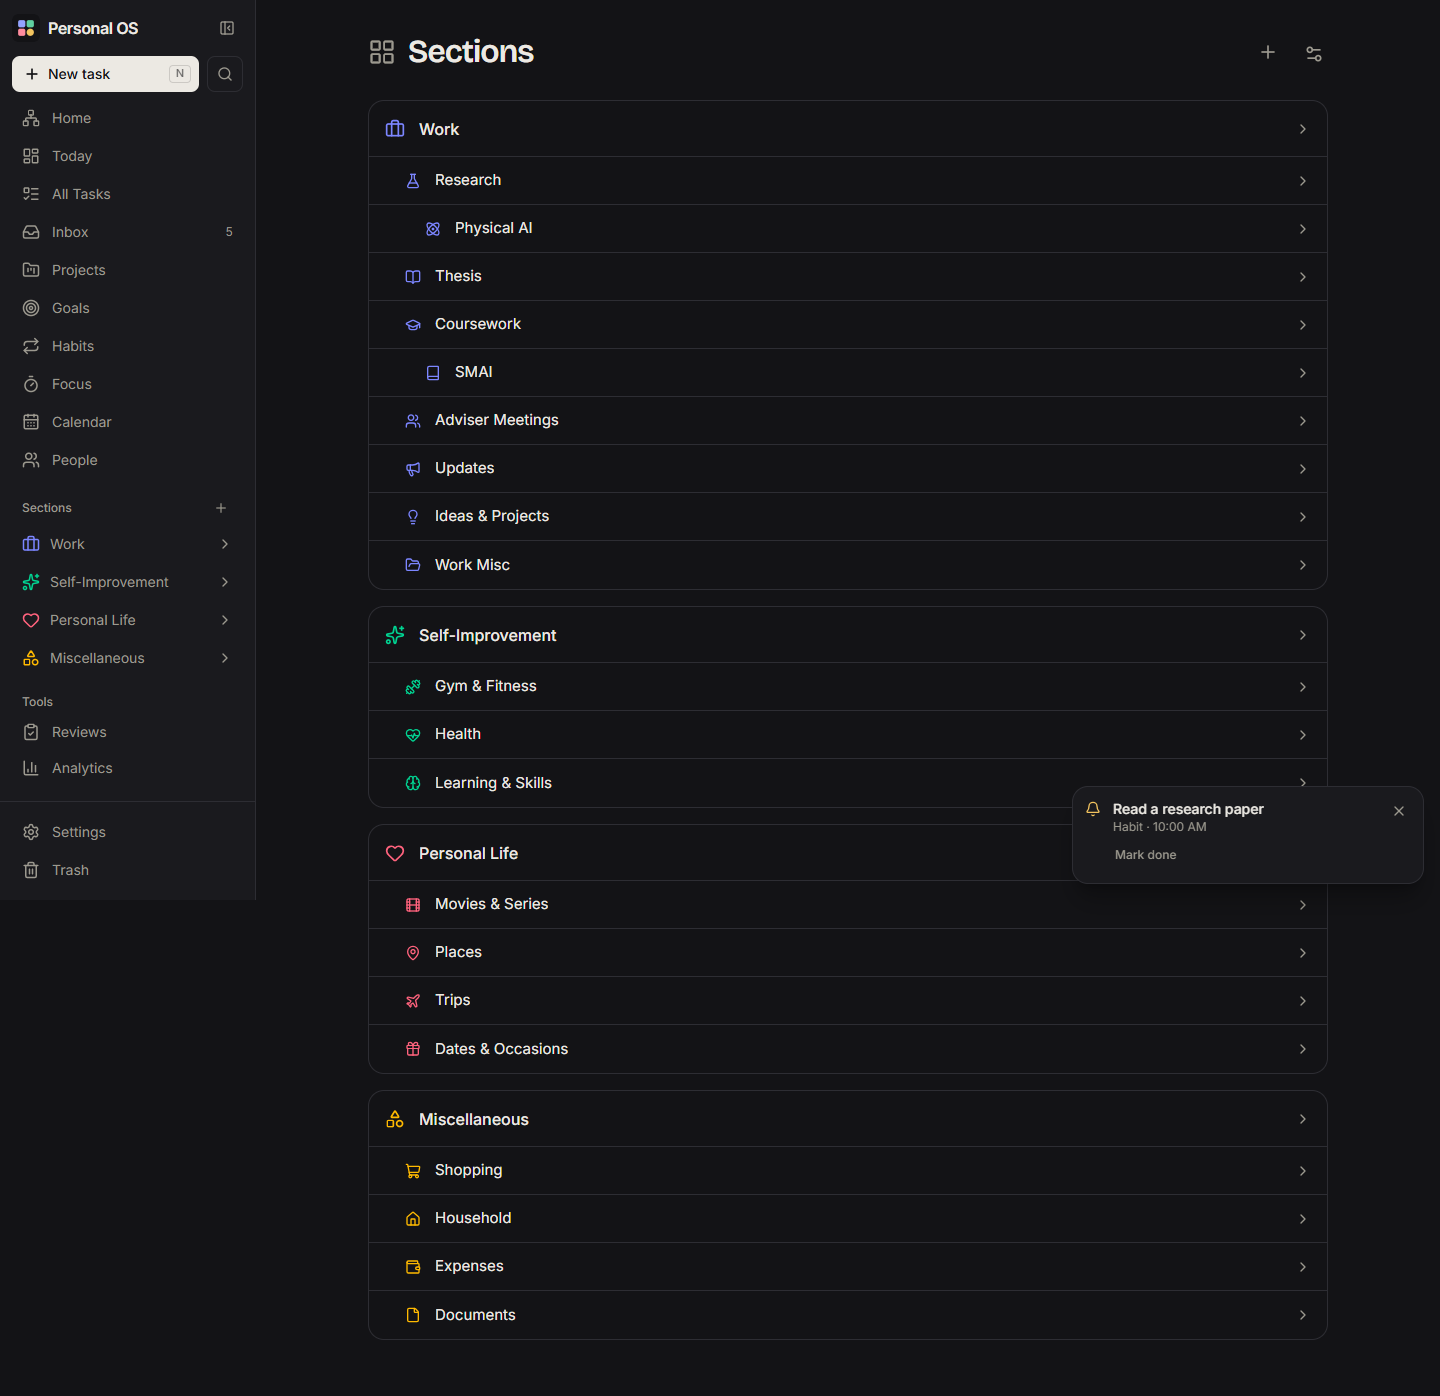 Personal OS
New task N
Home
Today
All Tasks
Inbox 5
Projects
Goals
Habits
Focus
Calendar
People
Sections
Work
Self-Improvement
Personal Life
Miscellaneous
Tools
Reviews
Analytics
Settings
Trash
Sections
Work
Research
Physical AI
Thesis
Coursework
SMAI
Adviser Meetings
Updates
Ideas & Projects
Work Misc
Self-Improvement
Gym & Fitness
Health
Learning & Skills
Personal Life
Movies & Series
Places
Trips
Dates & Occasions
Miscellaneous
Shopping
Household
Expenses
Documents
Read a research paper
Habit · 10:00 AM
Mark done